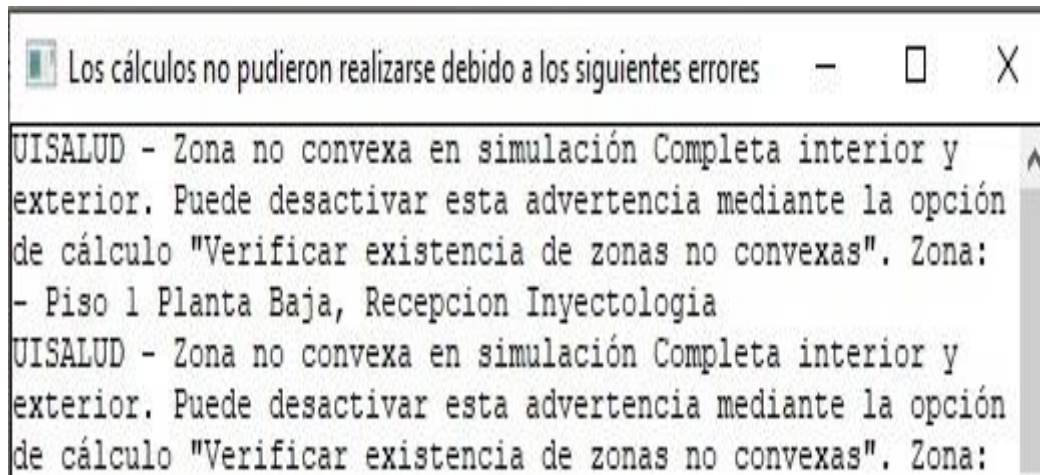 Los cálculos no pudieron realizarse debido a los siguientes errores
UISALUD - Zona no convexa en simulación Completa interior y
exterior. Puede desactivar esta advertencia mediante la opción
de cálculo "Verificar existencia de zonas no convexas". Zona:
- Piso 1 Planta Baja, Recepcion Inyectologia
UISALUD - Zona no convexa en simulación Completa interior y
exterior. Puede desactivar esta advertencia mediante la opción
de cálculo "Verificar existencia de zonas no convexas". Zona: